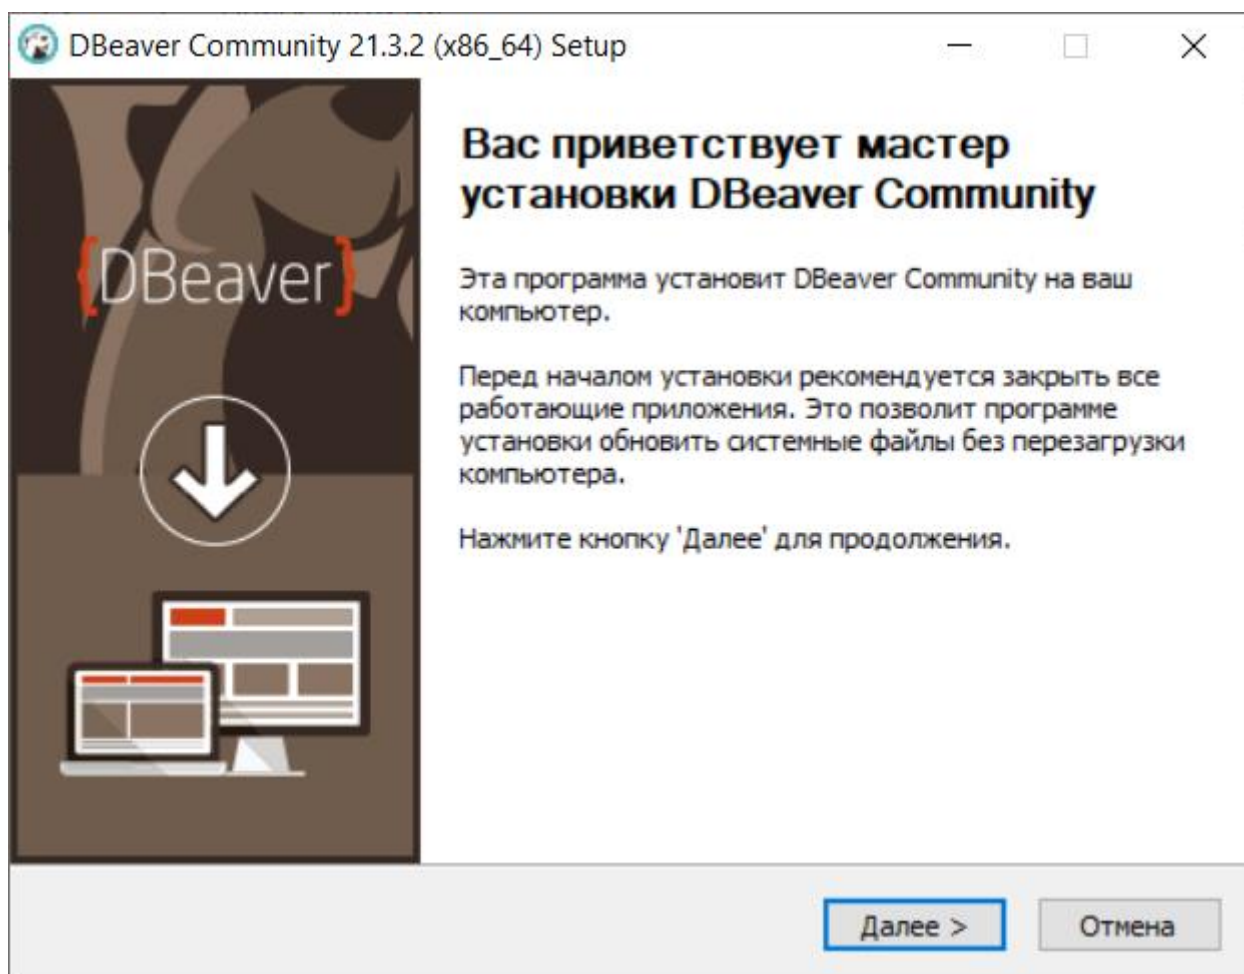 DBeaver Community 21.3.2 (x86_64) Setup
{DBeaver}
Вас приветствует мастер
установки DBeaver Community
Эта программа установит DBeaver Community на ваш
компьютер.
Перед началом установки рекомендуется закрыть все
работающие приложения. Это позволит программе
установки обновить системные файлы без перезагрузки
компьютера.
Нажмите кнопку 'Далее' для продолжения.
Далее >
Отмена